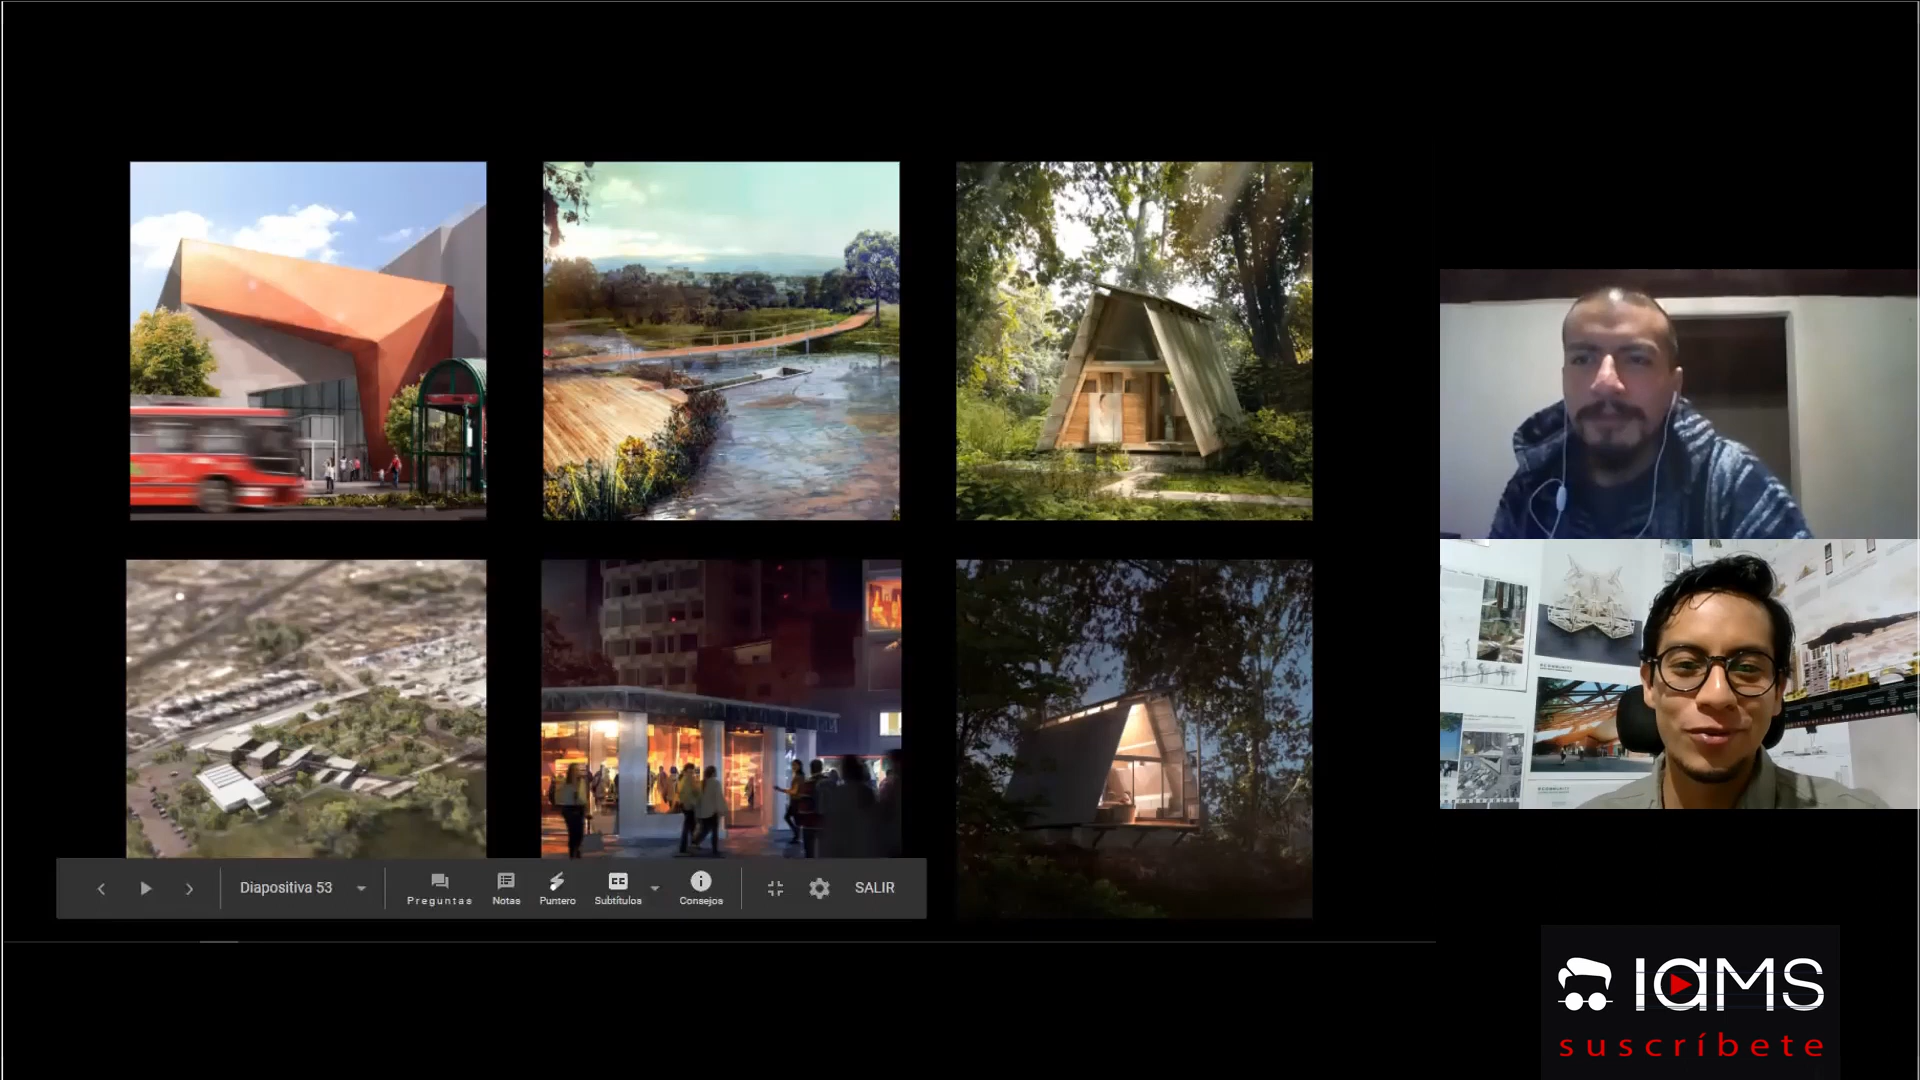 Diapositiva 53
Preguntas
Notas
Puntero
Subtítulos
Consejos
SALIR
IaMS
suscríbete